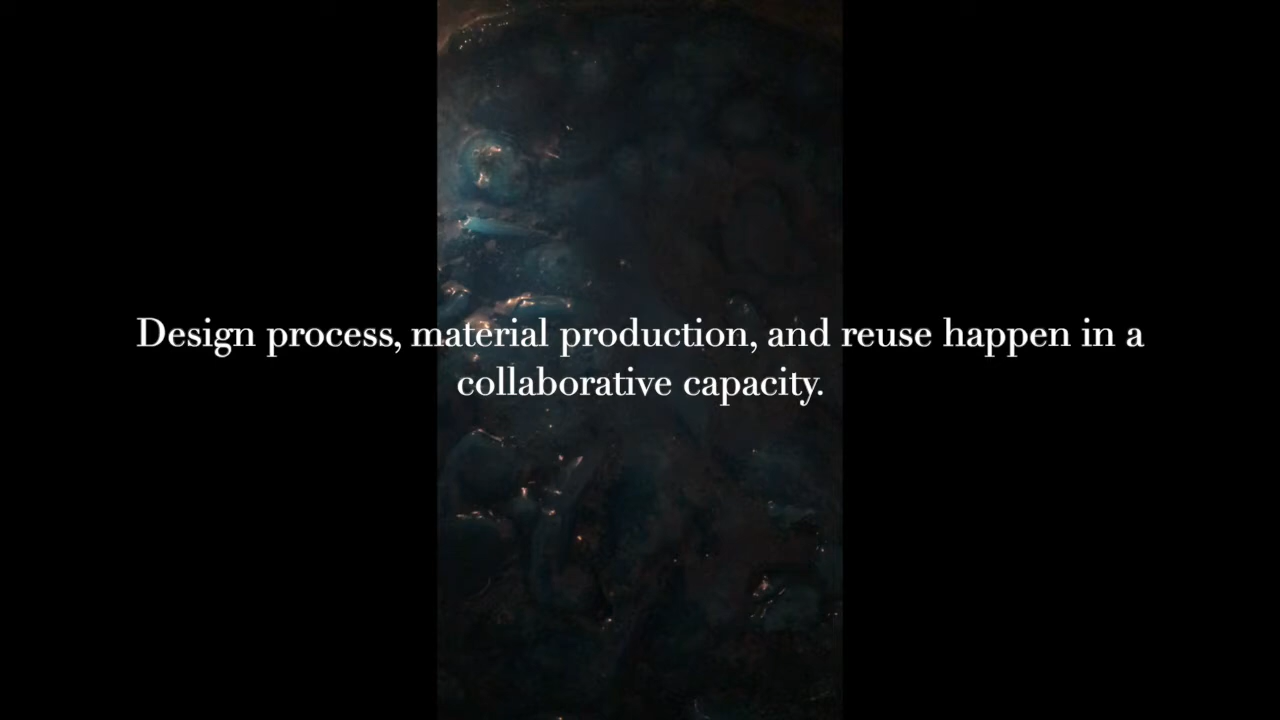 Design process, material production, and reuse happen in a
collaborative capacity.